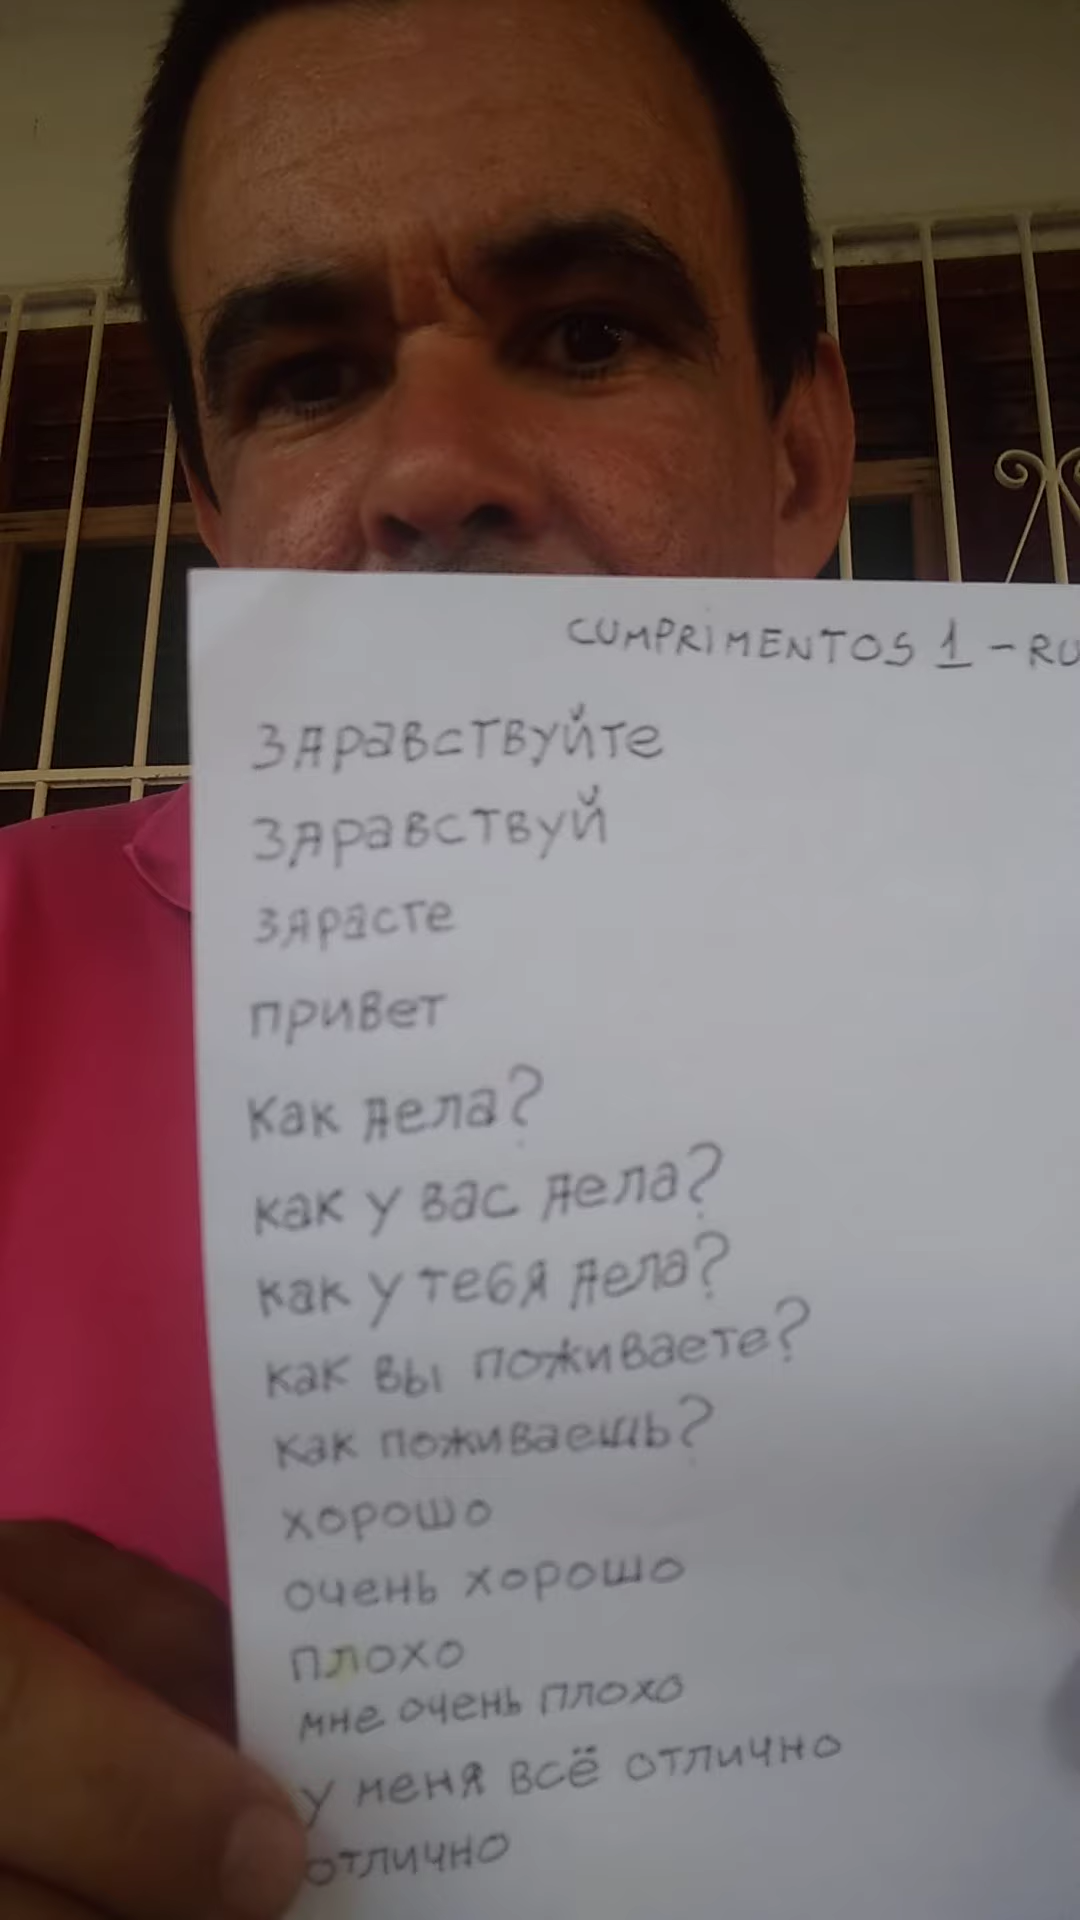 CUMPRIMENTOS 1 - RU
здравствуйте
здравствуй
здрасте
привет
как дела?
как у вас дела?
как у тебя дела?
как вы поживаете?
как поживаешь?
хорошо
очень хорошо
плохо
мне очень плохо
у меня всё отлично
отлично